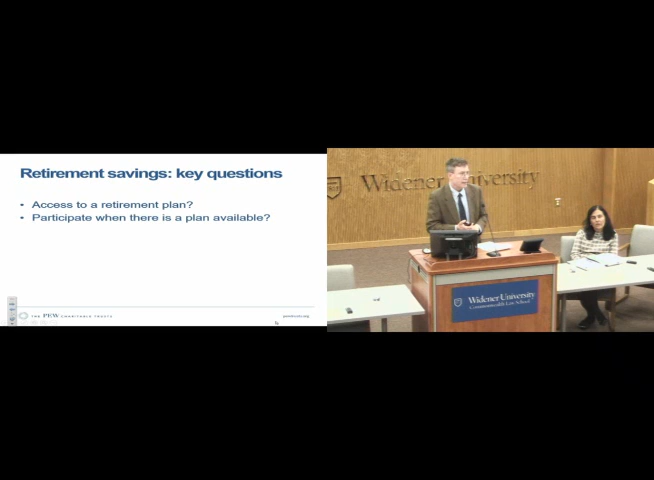 Retirement savings: key questions
• Access to a retirement plan?
• Participate when there is a plan available?
THE PEW CHARITABLE TRUSTS
pewtrusts.org
Widener University
Widener University
Commonwealth Law School